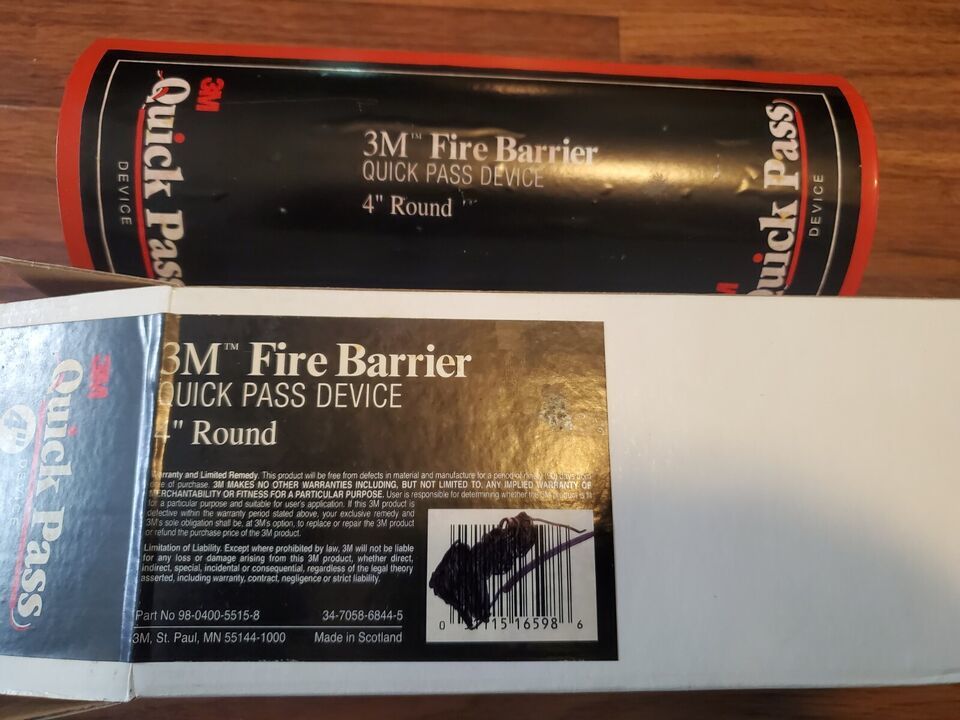 3M
Quick Pass
DEVICE
3M™ Fire Barrier
QUICK PASS DEVICE
4" Round
Quick Pass
DEVICE
3M
Quick Pass
3M™ Fire Barrier
QUICK PASS DEVICE
4" Round
Warranty and Limited Remedy. This product will be free from defects in material and manufacture for a period of
of purchase. 3M MAKES NO OTHER WARRANTIES INCLUDING, BUT NOT LIMITED TO, ANY IMPLIED WARRANTY OF
MERCHANTABILITY OR FITNESS FOR A PARTICULAR PURPOSE. User is responsible for determining whether the 3M product is fit
for a particular purpose and suitable for user's application. If this 3M product is
defective within the warranty period stated above, your exclusive remedy and
3M's sole obligation shall be, at 3M's option, to replace or repair the 3M product
or refund the purchase price of the 3M product.
Limitation of Liability. Except where prohibited by law, 3M will not be liable
for any loss or damage arising from this 3M product, whether direct,
indirect, special, incidental or consequential, regardless of the legal theory
asserted, including warranty, contract, negligence or strict liability.
Part No 98-0400-5515-8 34-7058-6844-5
3M, St. Paul, MN 55144-1000 Made in Scotland
0 51115 16598 6